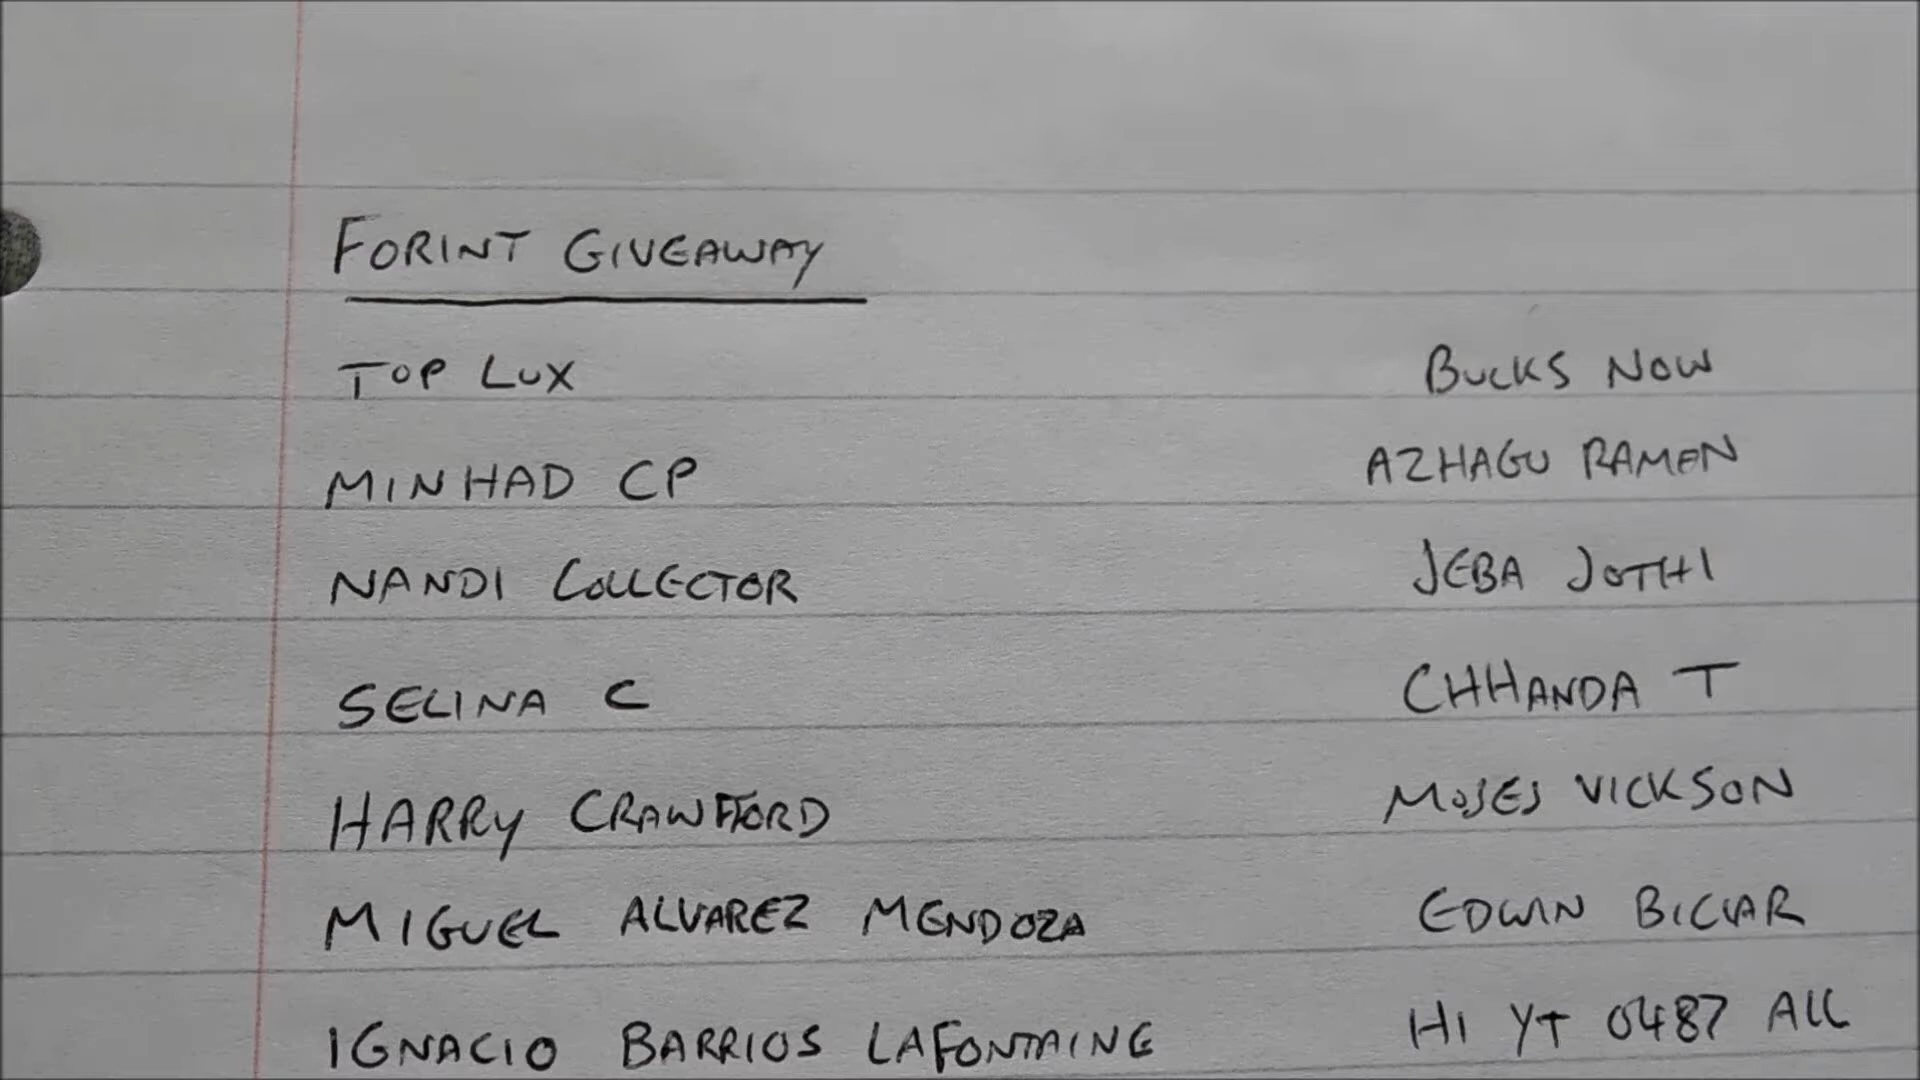 FORINT GIVEAWAY
TOP LUX
MINHAD CP
NANDI COLLECTOR
SELINA C
HARRY CRAWFORD
MIGUEL ALVAREZ MENDOZA
IGNACIO BARRIOS LAFONTAINE
BUCKS NOW
AZHAGU RAMAN
JEBA JOTHI
CHHANDA T
MOSES VICKSON
EDWIN
HI YT 0487 ALL